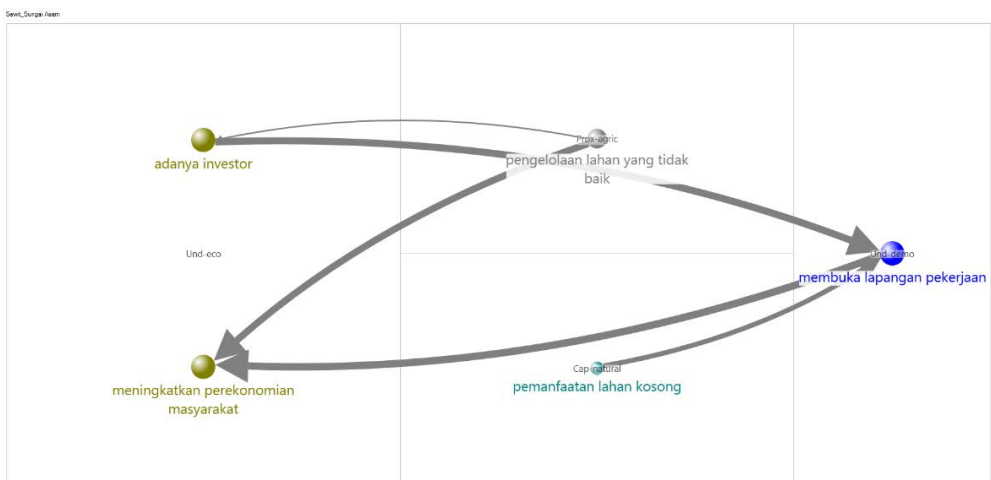 Sawit_Sungai Asam
Prox-agric
adanya investor
pengelolaan lahan yang tidak
baik
Und-eco
Und-demo
membuka lapangan pekerjaan
Cap-natural
meningkatkan perekonomian
masyarakat
pemanfaatan lahan kosong